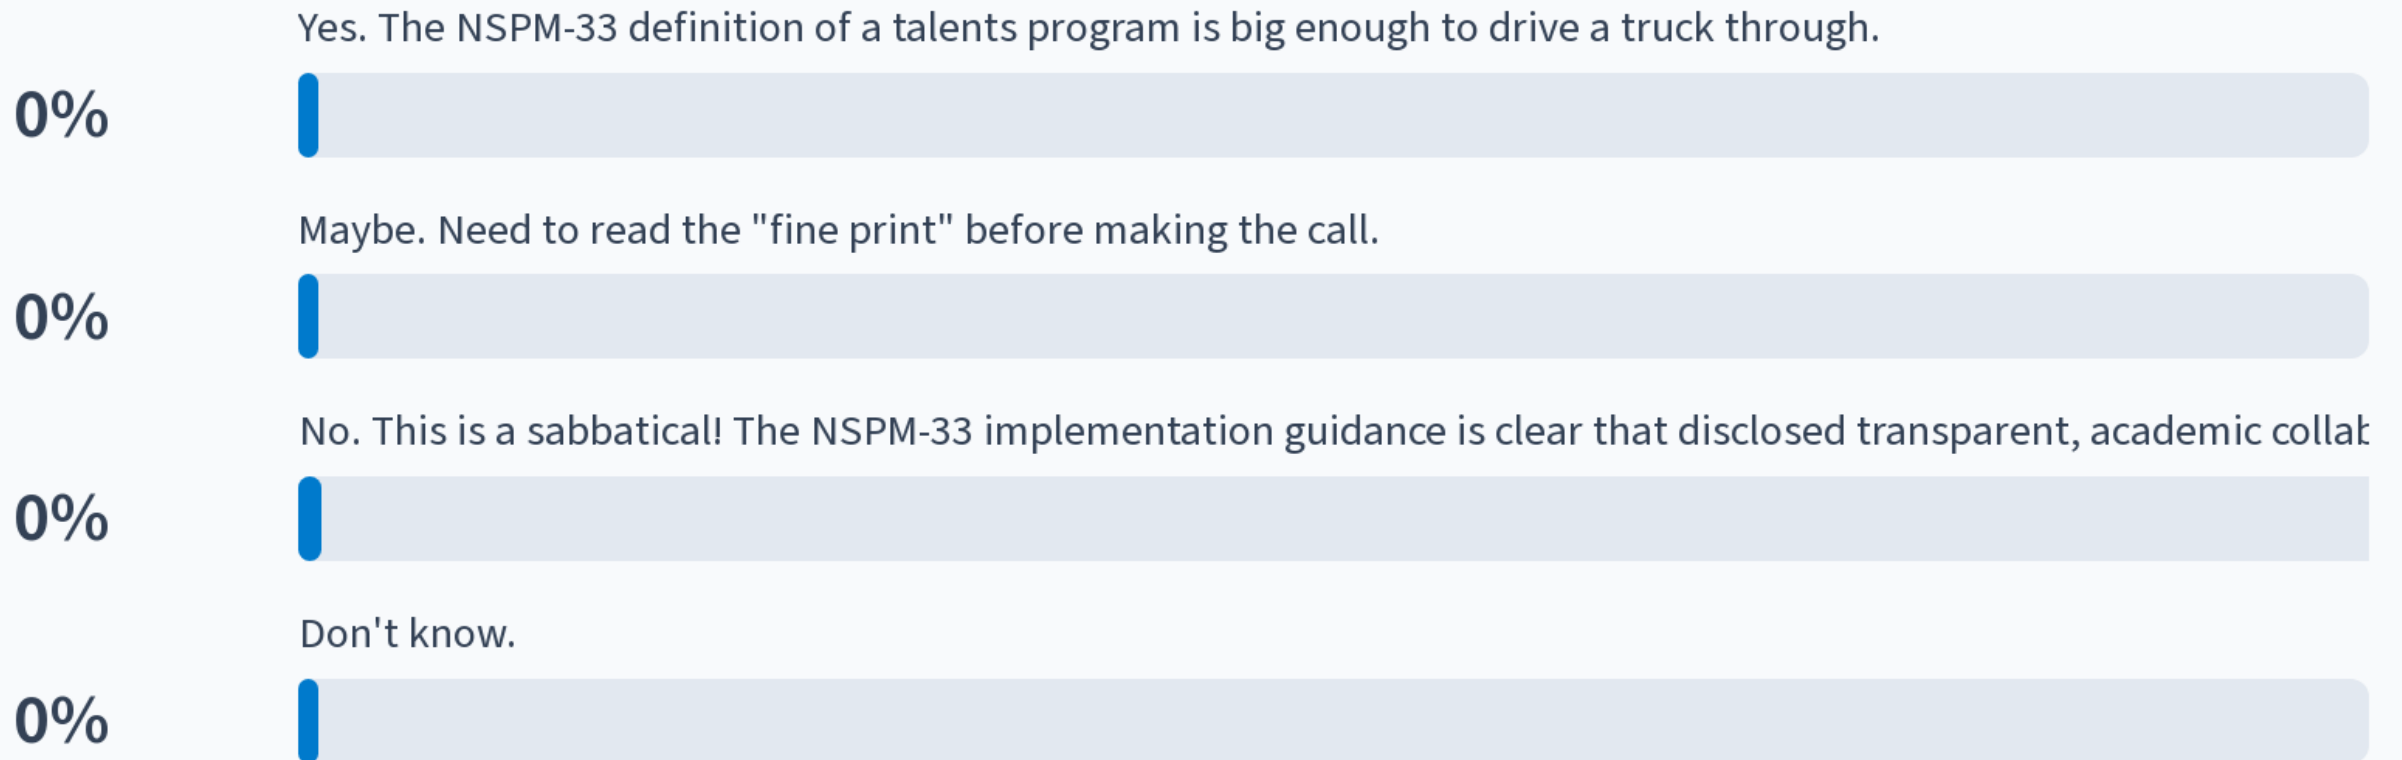 Yes. The NSPM-33 definition of a talents program is big enough to drive a truck through.
0%
Maybe. Need to read the "fine print" before making the call.
0%
No. This is a sabbatical! The NSPM-33 implementation guidance is clear that disclosed transparent, academic collab
0%
Don't know.
0%